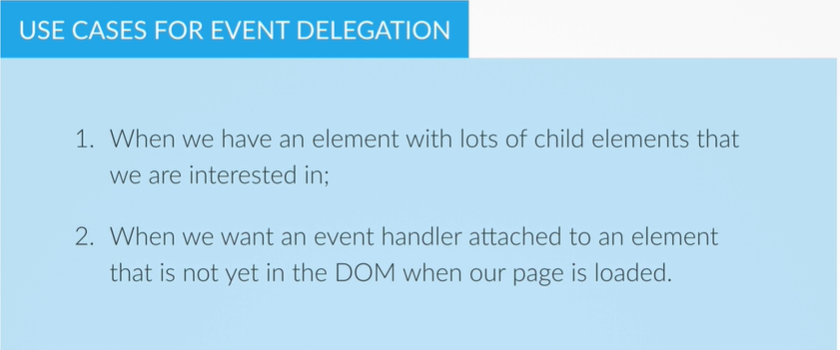 USE CASES FOR EVENT DELEGATION
1. When we have an element with lots of child elements that
we are interested in;
2. When we want an event handler attached to an element
that is not yet in the DOM when our page is loaded.